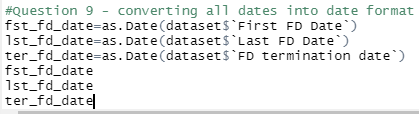 #Question 9 - converting all dates into date format
fst_fd_date=as.Date(dataset$`First FD Date`)
lst_fd_date=as.Date(dataset$`Last FD Date`)
ter_fd_date=as.Date(dataset$`FD termination date`)
fst_fd_date
lst_fd_date
ter_fd_date